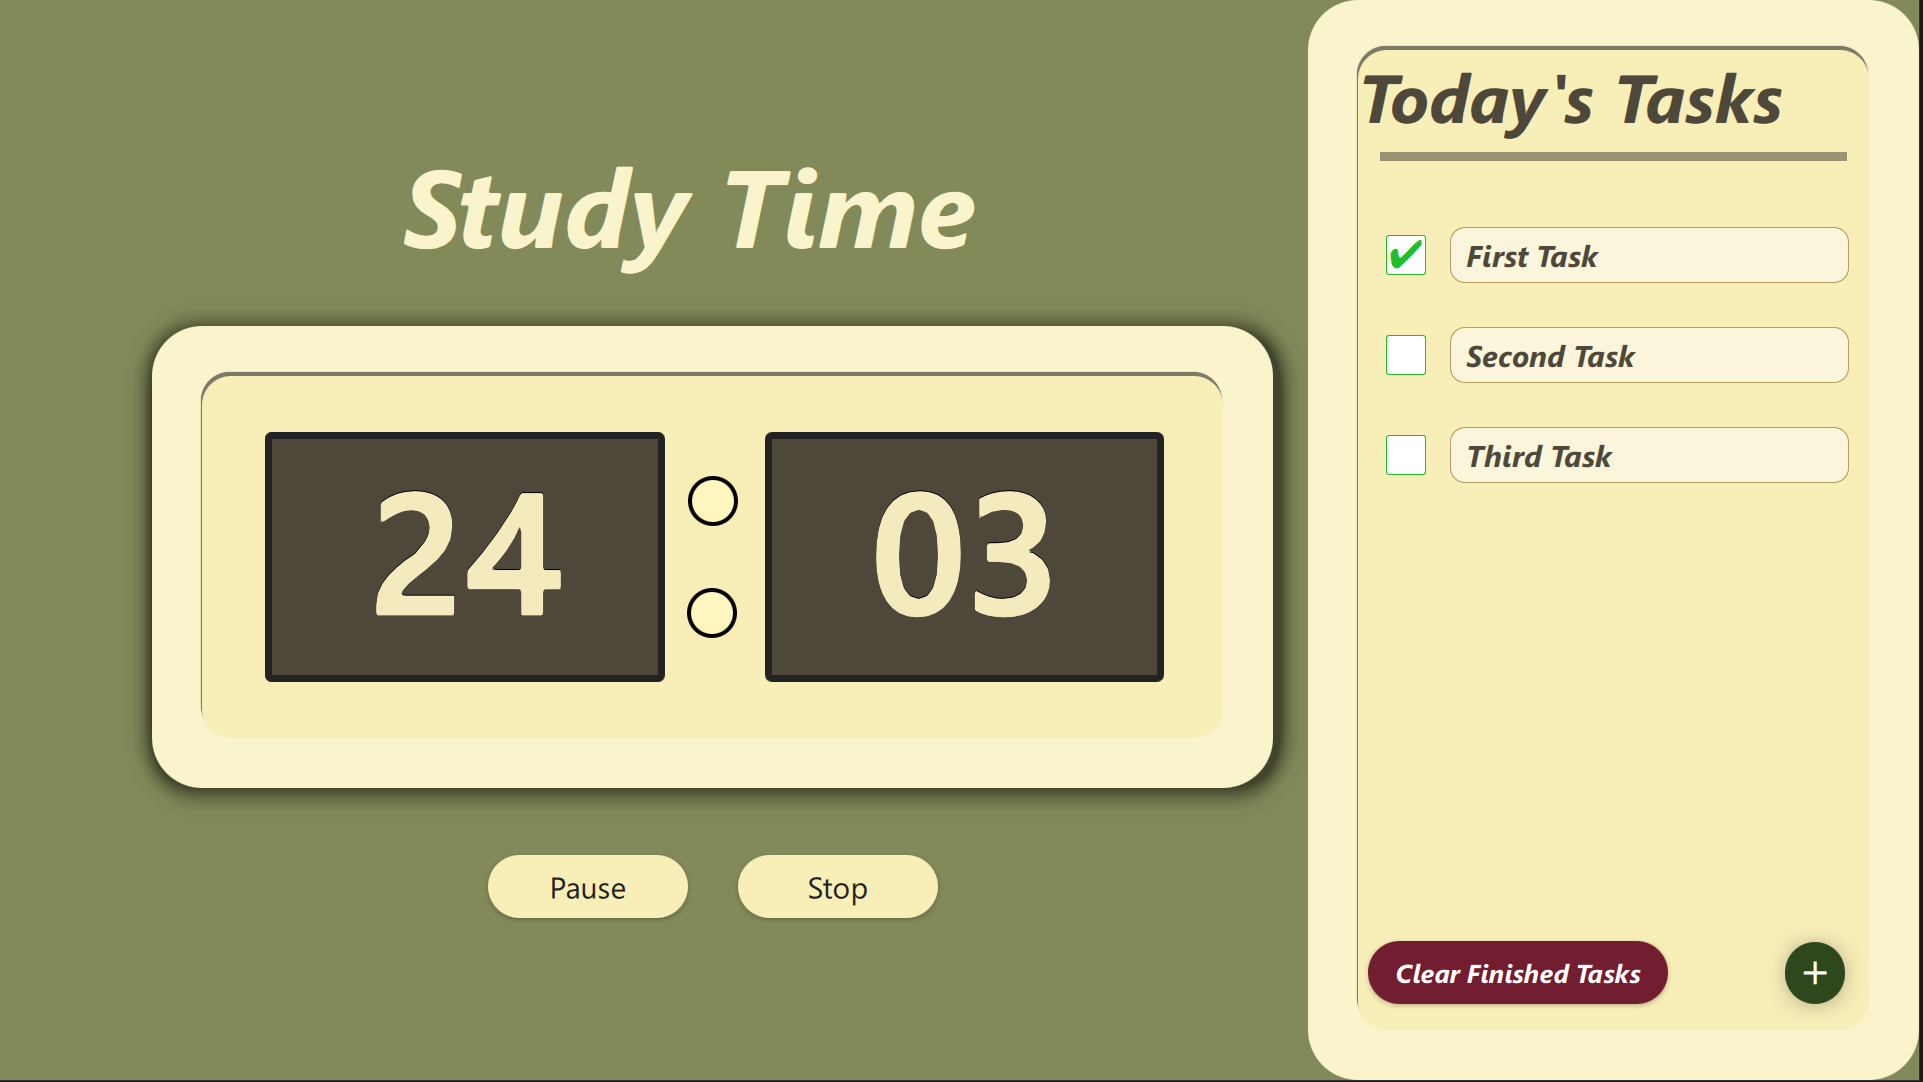 Study Time
24:03
Pause
Stop
Today's Tasks
First Task
Second Task
Third Task
Clear Finished Tasks
+